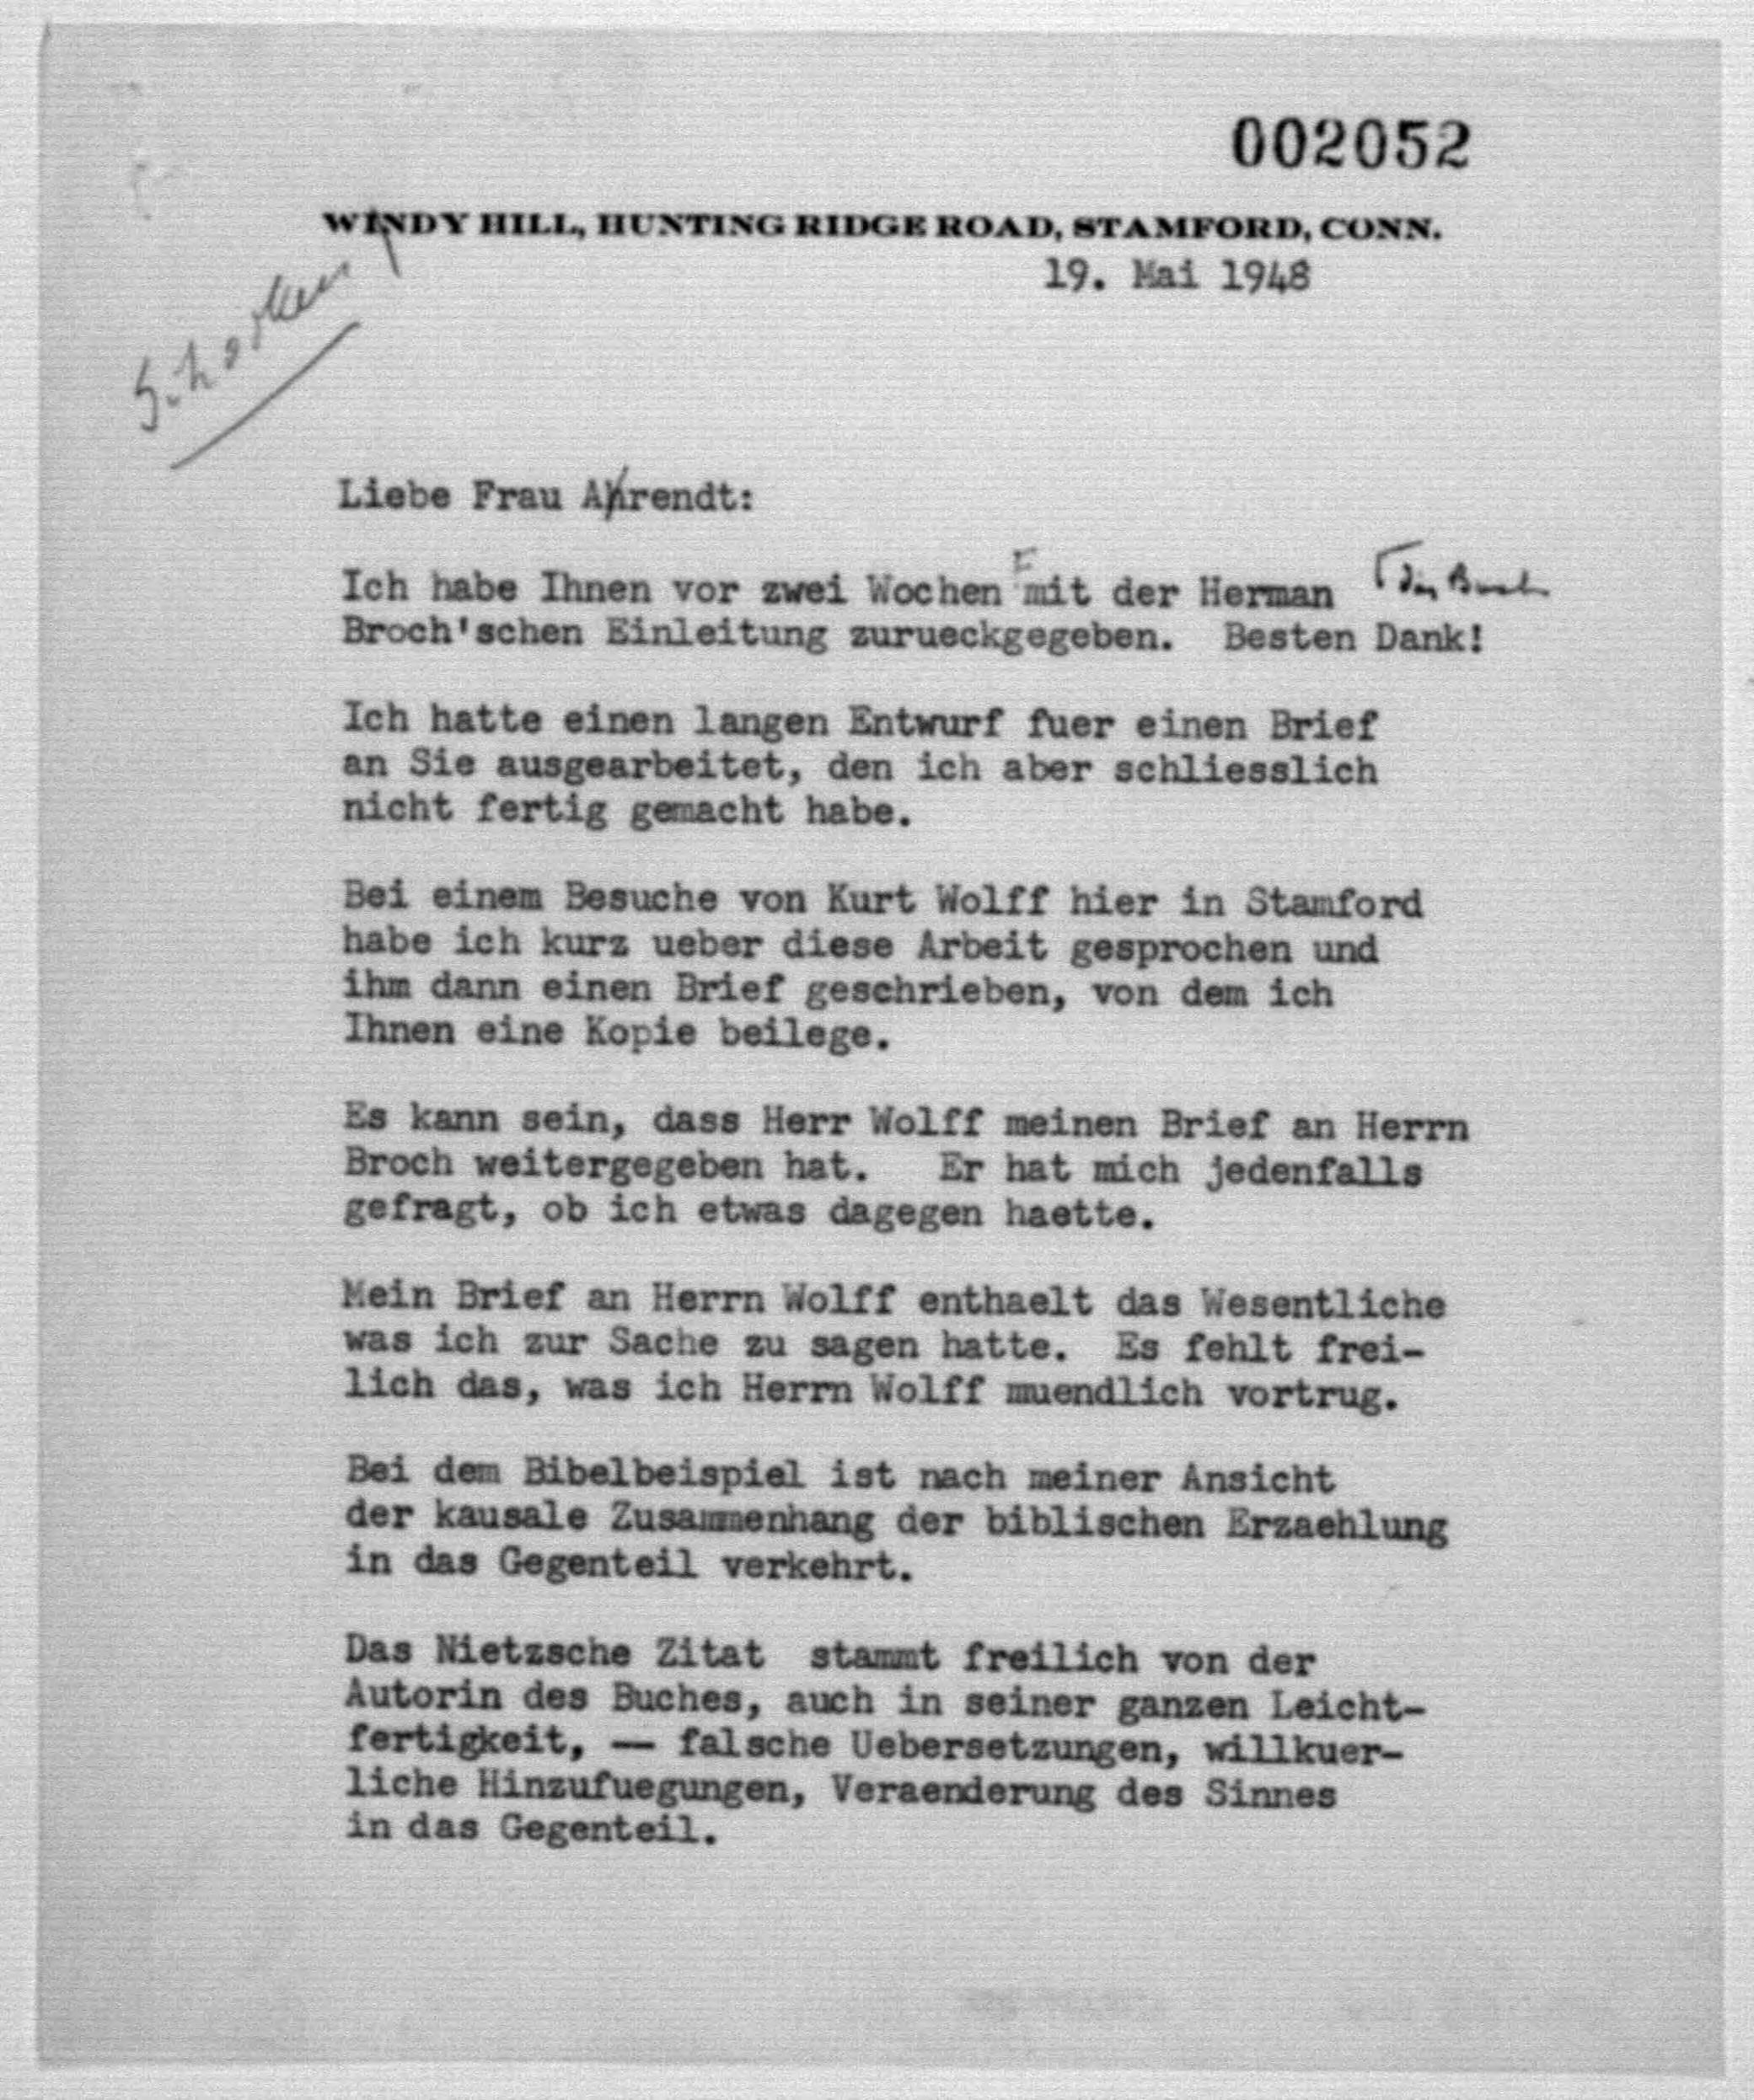 002052
WINDY HILL, HUNTING RIDGE ROAD, STAMFORD, CONN.
19. Mai 1948
Schocken
Liebe Frau Ahrendt:
Ich habe Ihnen vor zwei Wochen mit der Herman
das Buch
Broch'schen Einleitung zurueckgegeben. Besten Dank!
Ich hatte einen langen Entwurf fuer einen Brief
an Sie ausgearbeitet, den ich aber schliesslich
nicht fertig gemacht habe.
Bei einem Besuche von Kurt Wolff hier in Stamford
habe ich kurz ueber diese Arbeit gesprochen und
ihm dann einen Brief geschrieben, von dem ich
Ihnen eine Kopie beilege.
Es kann sein, dass Herr Wolff meinen Brief an Herrn
Broch weitergegeben hat. Er hat mich jedenfalls
gefragt, ob ich etwas dagegen haette.
Mein Brief an Herrn Wolff enthaelt das Wesentliche
was ich zur Sache zu sagen hatte. Es fehlt frei-
lich das, was ich Herrn Wolff muendlich vortrug.
Bei dem Bibelbeispiel ist nach meiner Ansicht
der kausale Zusammenhang der biblischen Erzaehlung
in das Gegenteil verkehrt.
Das Nietzsche Zitat stammt freilich von der
Autorin des Buches, auch in seiner ganzen Leicht-
fertigkeit, -- falsche Uebersetzungen, willkuer-
liche Hinzufuegungen, Veraenderung des Sinnes
in das Gegenteil.